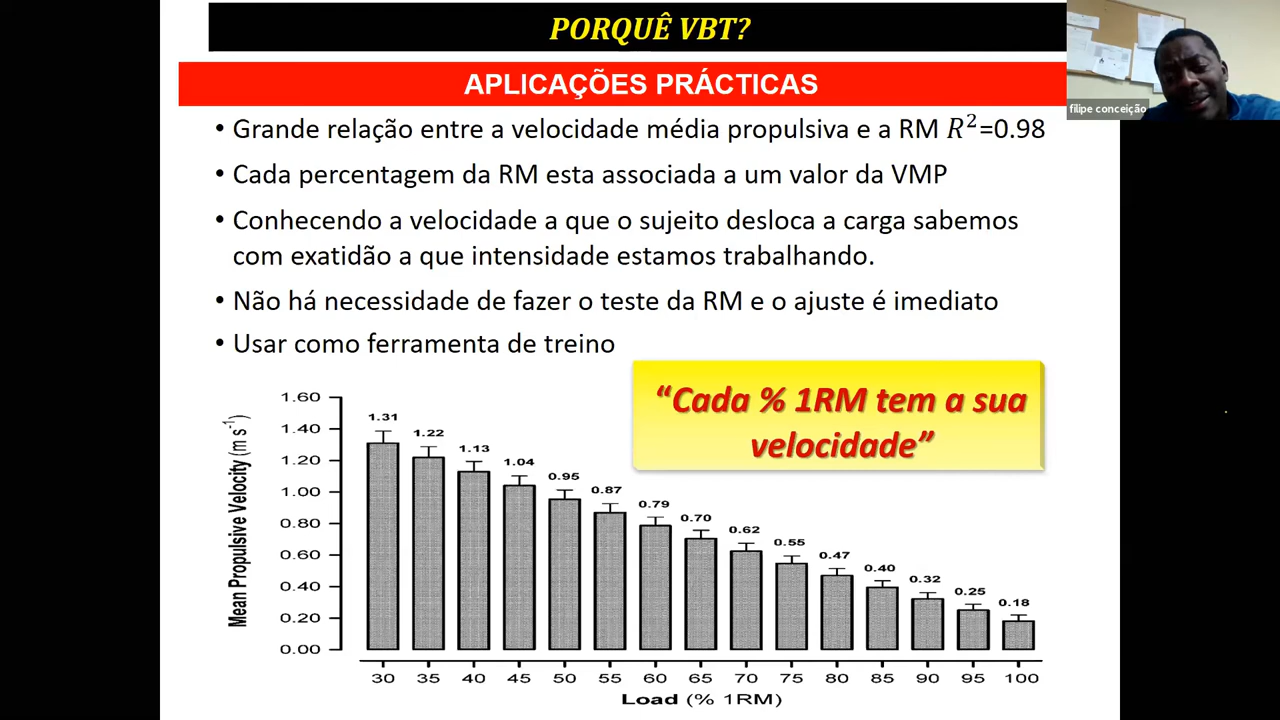 PORQUÊ VBT?
APLICAÇÕES PRÁCTICAS
filipe conceição
• Grande relação entre a velocidade média propulsiva e a RM R²=0.98
• Cada percentagem da RM esta associada a um valor da VMP
• Conhecendo a velocidade a que o sujeito desloca a carga sabemos
com exatidão a que intensidade estamos trabalhando.
• Não há necessidade de fazer o teste da RM e o ajuste é imediato
• Usar como ferramenta de treino
“Cada % 1RM tem a sua
velocidade”
Mean Propulsive Velocity (m s⁻¹)
1.60
1.40
1.20
1.00
0.80
0.60
0.40
0.20
0.00
1.31
1.22
1.13
1.04
0.95
0.87
0.79
0.70
0.62
0.55
0.47
0.40
0.32
0.25
0.18
30 35 40 45 50 55 60 65 70 75 80 85 90 95 100
Load (% 1RM)